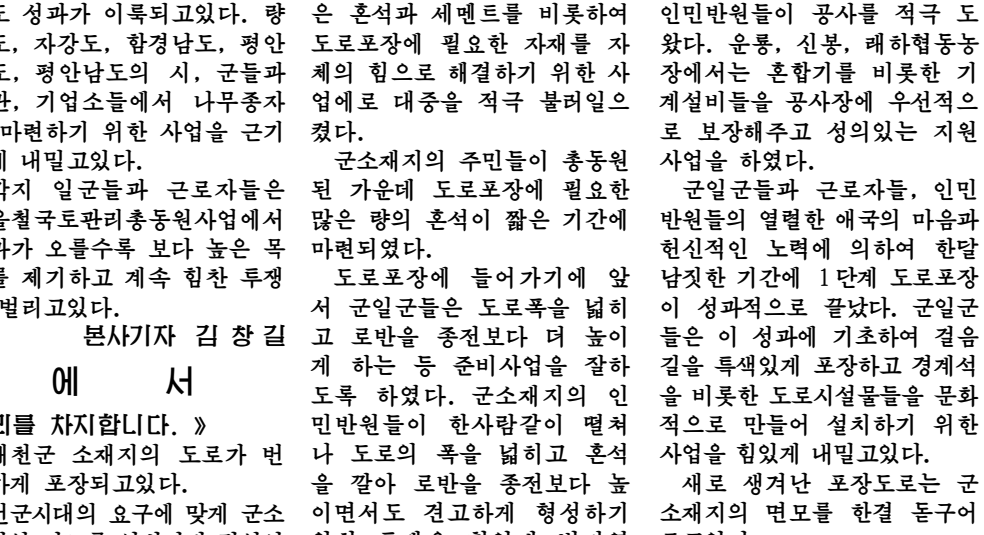 도 성과가 이룩되고있다. 량
도, 자강도, 함경남도, 평안
도, 평안남도의 시, 군들과
관, 기업소들에서 나무종자
마련하기 위한 사업을 근기
게 내밀고있다.
각지 일군들과 근로자들은
을철국토관리총동원사업에서
과가 오를수록 보다 높은 목
를 제기하고 계속 힘찬 투쟁
벌리고있다.
본사기자 김창길
에서
리를 차지합니다. 》
태천군 소재지의 도로가 번
하게 포장되고있다.
선군시대의 요구에 맞게 군소
은 혼석과 세멘트를 비롯하여
도로포장에 필요한 자재를 자
체의 힘으로 해결하기 위한 사
업에로 대중을 적극 불러일으
켰다.
군소재지의 주민들이 총동원
된 가운데 도로포장에 필요한
많은 량의 혼석이 짧은 기간에
마련되였다.
도로포장에 들어가기에 앞
서 군일군들은 도로폭을 넓히
고 로반을 종전보다 더 높이
게 하는 등 준비사업을 잘하
도록 하였다. 군소재지의 인
민반원들이 한사람같이 떨쳐
나 도로의 폭을 넓히고 혼석
을 깔아 로반을 종전보다 높
이면서도 견고하게 형성하기
인민반원들이 공사를 적극 도
왔다. 운룡, 신봉, 래하협동농
장에서는 혼합기를 비롯한 기
계설비들을 공사장에 우선적으
로 보장해주고 성의있는 지원
사업을 하였다.
군일군들과 근로자들, 인민
반원들의 열렬한 애국의 마음과
헌신적인 노력에 의하여 한달
남짓한 기간에 1단계 도로포장
이 성과적으로 끝났다. 군일군
들은 이 성과에 기초하여 걸음
길을 특색있게 포장하고 경계석
을 비롯한 도로시설물들을 문화
적으로 만들어 설치하기 위한
사업을 힘있게 내밀고있다.
새로 생겨난 포장도로는 군
소재지의 면모를 한결 돋구어